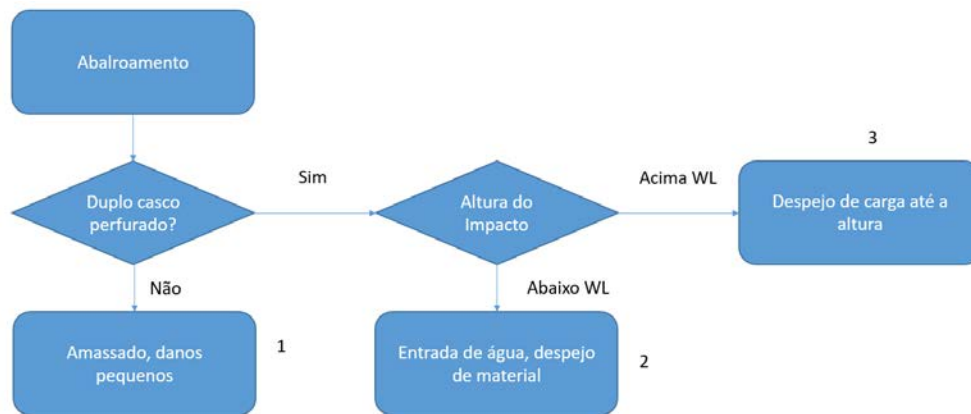 Abalroamento
3
Sim
Acima WL
Duplo casco
perfurado?
Altura do
Impacto
Despejo de carga até a
altura
Não
Abaixo WL
Amassado, danos
pequenos
1
Entrada de água, despejo
de material
2